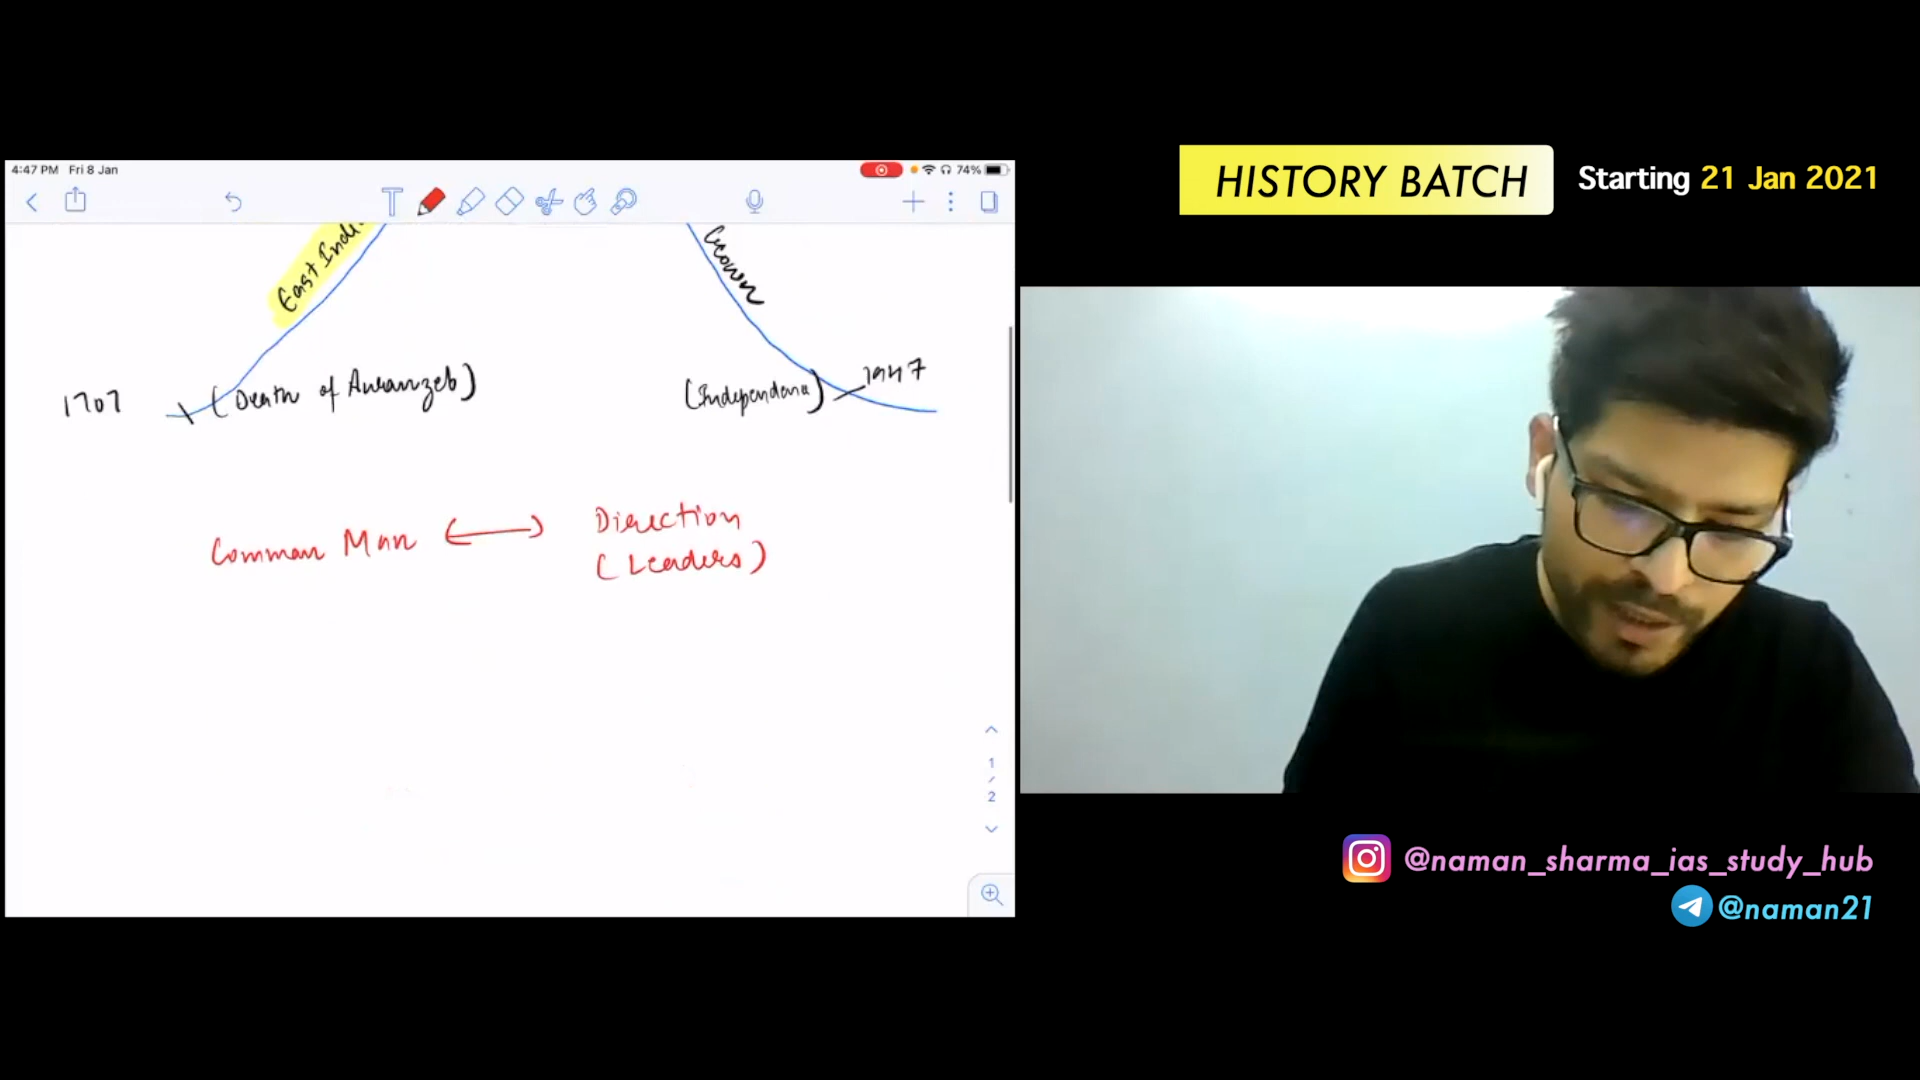 4:47 PM Fri 8 Jan
74%
HISTORY BATCH
Starting 21 Jan 2021
East Indi
Crown
1707
(Death of Auranzeb)
(Independence)
1947
Common Man ⟷ Direction
(Leaders)
1
/
2
@naman_sharma_ias_study_hub
@naman21